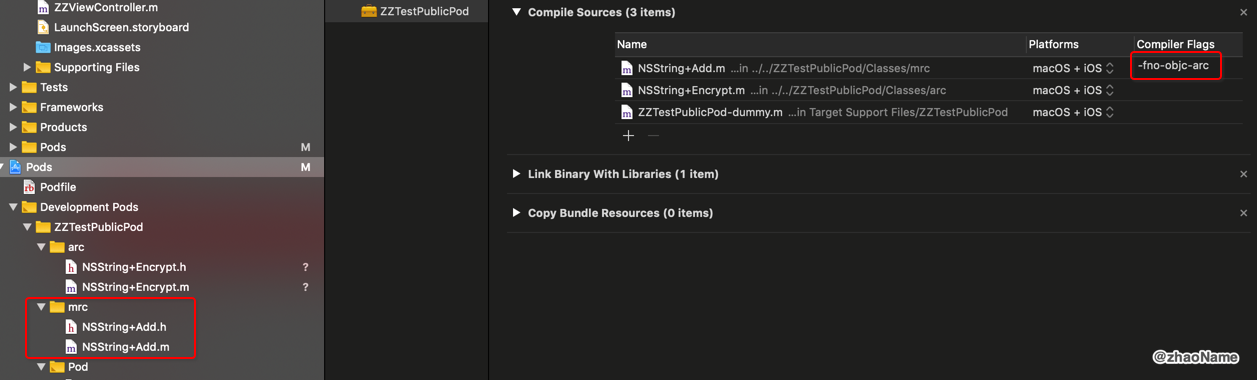 ZZViewController.m
LaunchScreen.storyboard
Images.xcassets
Supporting Files
Tests
Frameworks
Products
Pods M
Pods M
rb Podfile
Development Pods
ZZTestPublicPod
arc
h NSString+Encrypt.h ?
m NSString+Encrypt.m ?
mrc
h NSString+Add.h
m NSString+Add.m
Pod
ZZTestPublicPod
Compile Sources (3 items)
Name Platforms Compiler Flags
m NSString+Add.m ...in ../../ZZTestPublicPod/Classes/mrc macOS + iOS -fno-objc-arc
m NSString+Encrypt.m ...in ../../ZZTestPublicPod/Classes/arc macOS + iOS
m ZZTestPublicPod-dummy.m ...in Target Support Files/ZZTestPublicPod macOS + iOS
Link Binary With Libraries (1 item)
Copy Bundle Resources (0 items)
@zhaoName